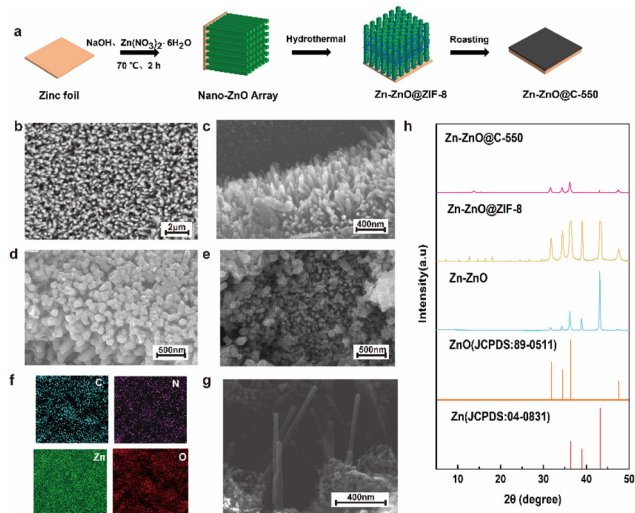 a
NaOH、Zn(NO3)2· 6H2O
70 ℃、2 h
Hydrothermal
Roasting
Zinc foil
Nano-ZnO Array
Zn-ZnO@ZIF-8
Zn-ZnO@C-550
b
2μm
c
400nm
d
500nm
e
500nm
f
C
N
Zn
O
g
400nm
h
Zn-ZnO@C-550
Zn-ZnO@ZIF-8
Zn-ZnO
ZnO(JCPDS:89-0511)
Zn(JCPDS:04-0831)
Intensity(a.u)
10 20 30 40 50
2θ (degree)